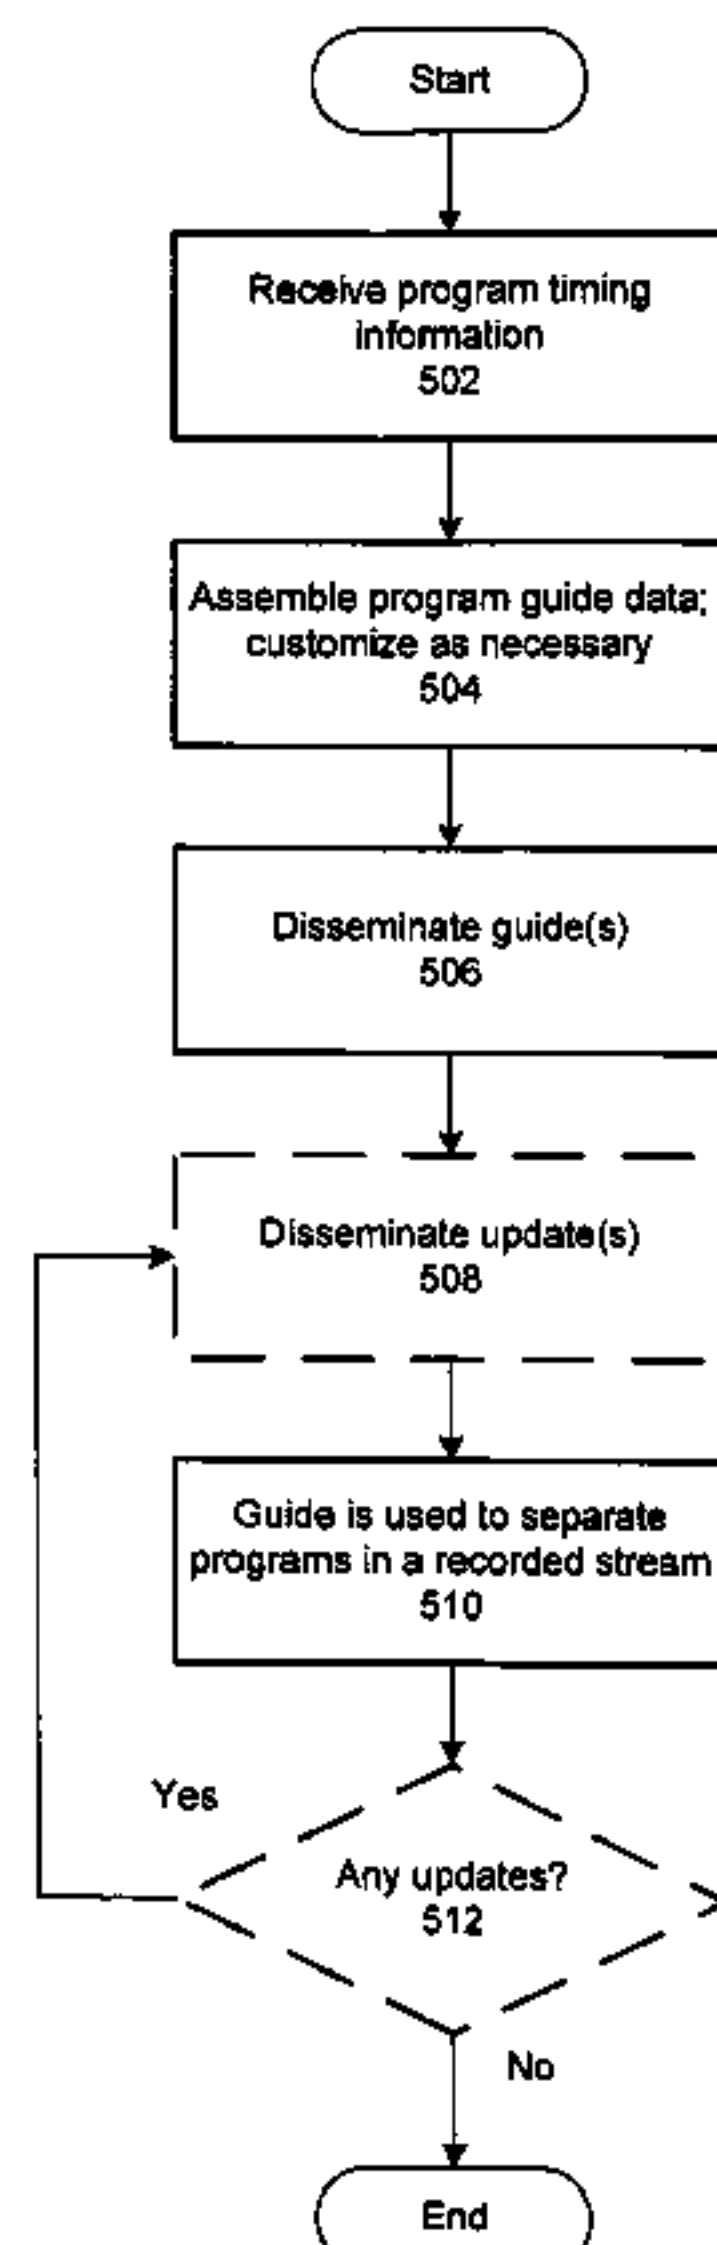 Start
Receive program timing
information
502
Assemble program guide data;
customize as necessary
504
Disseminate guide(s)
506
Disseminate update(s)
508
Guide is used to separate
programs in a recorded stream
510
Yes
Any updates?
512
No
End